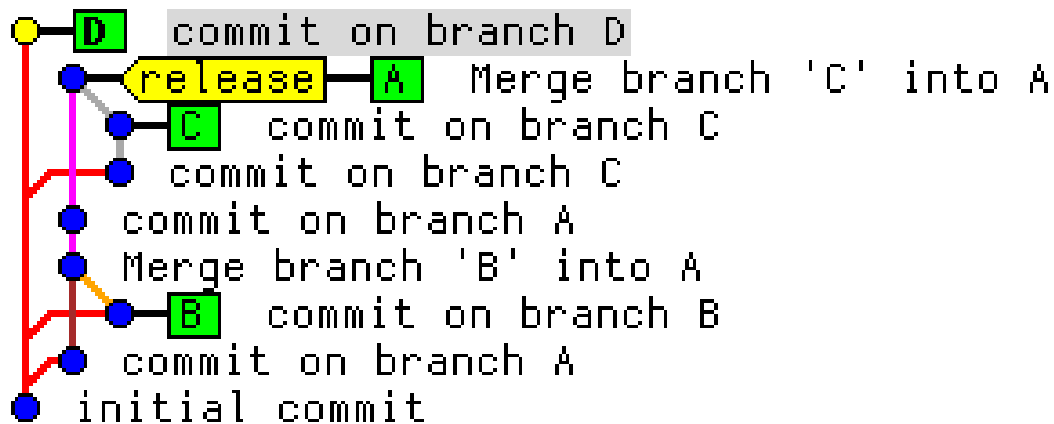 D commit on branch D
release A Merge branch 'C' into A
C commit on branch C
commit on branch C
commit on branch A
Merge branch 'B' into A
B commit on branch B
commit on branch A
initial commit